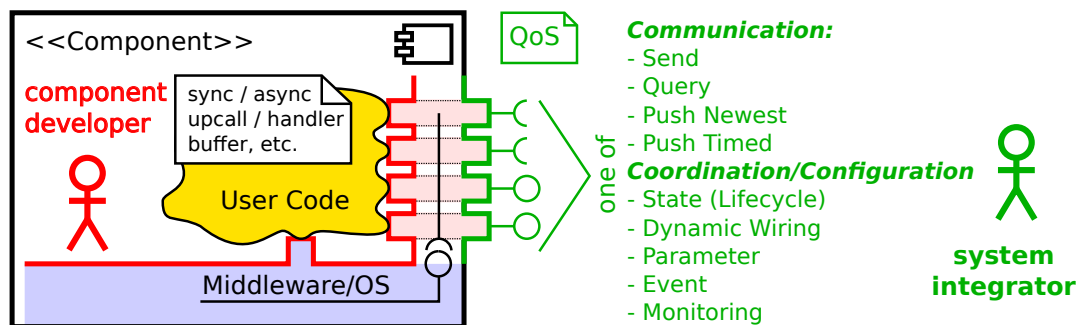 <<Component>>
component
developer
sync / async
upcall / handler
buffer, etc.
User Code
Middleware/OS
QoS
one of
Communication:
- Send
- Query
- Push Newest
- Push Timed
Coordination/Configuration
- State (Lifecycle)
- Dynamic Wiring
- Parameter
- Event
- Monitoring
system
integrator